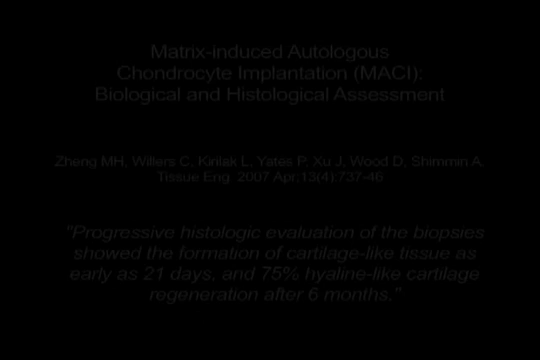 Matrix-induced Autologous
Chondrocyte Implantation (MACI):
Biological and Histological Assessment
Zheng MH, Willers C, Kirilak L, Yates P, Xu J, Wood D, Shimmin A.
Tissue Eng. 2007 Apr;13(4):737-46
"Progressive histologic evaluation of the biopsies
showed the formation of cartilage-like tissue as
early as 21 days, and 75% hyaline-like cartilage
regeneration after 6 months."